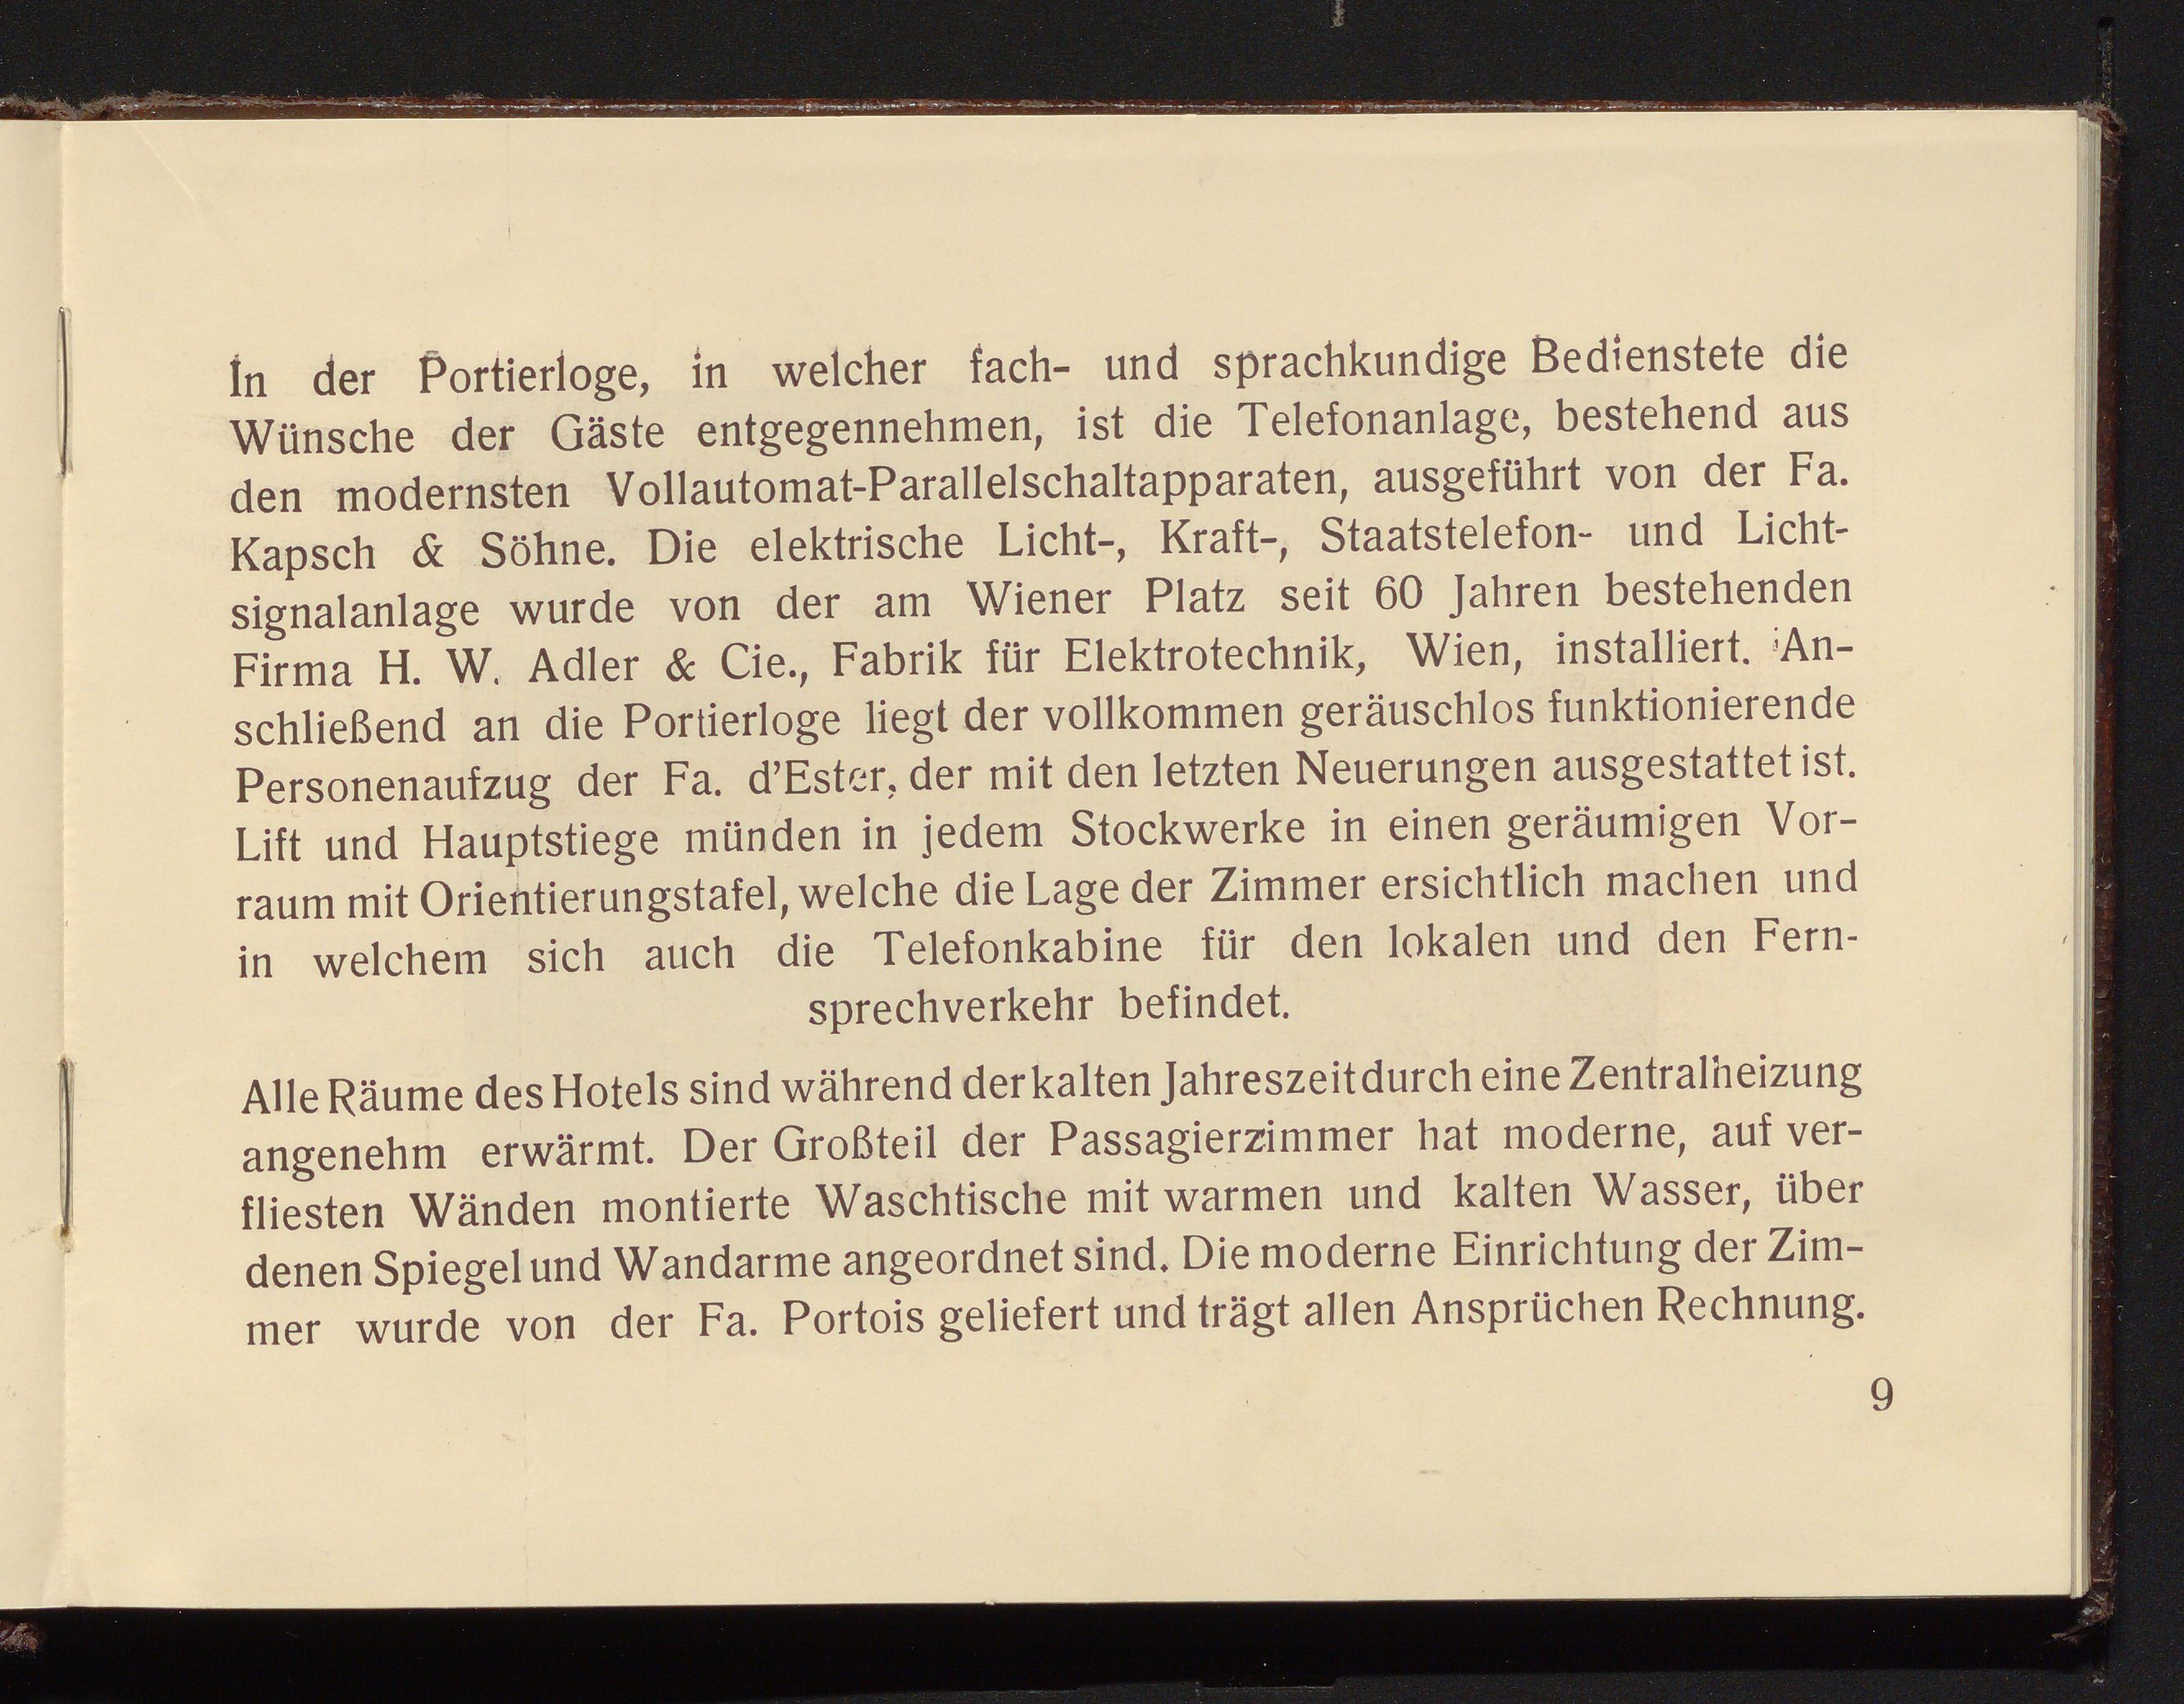 In der Portierloge, in welcher fach- und sprachkundige Bedienstete die
Wünsche der Gäste entgegennehmen, ist die Telefonanlage, bestehend aus
den modernsten Vollautomat-Parallelschaltapparaten, ausgeführt von der Fa.
Kapsch & Söhne. Die elektrische Licht-, Kraft-, Staatstelefon- und Licht-
signalanlage wurde von der am Wiener Platz seit 60 Jahren bestehenden
Firma H. W. Adler & Cie., Fabrik für Elektrotechnik, Wien, installiert. An-
schließend an die Portierloge liegt der vollkommen geräuschlos funktionierende
Personenaufzug der Fa. d'Ester, der mit den letzten Neuerungen ausgestattet ist.
Lift und Hauptstiege münden in jedem Stockwerke in einen geräumigen Vor-
raum mit Orientierungstafel, welche die Lage der Zimmer ersichtlich machen und
in welchem sich auch die Telefonkabine für den lokalen und den Fern-
sprechverkehr befindet.
Alle Räume des Hotels sind während der kalten Jahreszeit durch eine Zentralheizung
angenehm erwärmt. Der Großteil der Passagierzimmer hat moderne, auf ver-
fliesten Wänden montierte Waschtische mit warmen und kalten Wasser, über
denen Spiegel und Wandarme angeordnet sind. Die moderne Einrichtung der Zim-
mer wurde von der Fa. Portois geliefert und trägt allen Ansprüchen Rechnung.
9